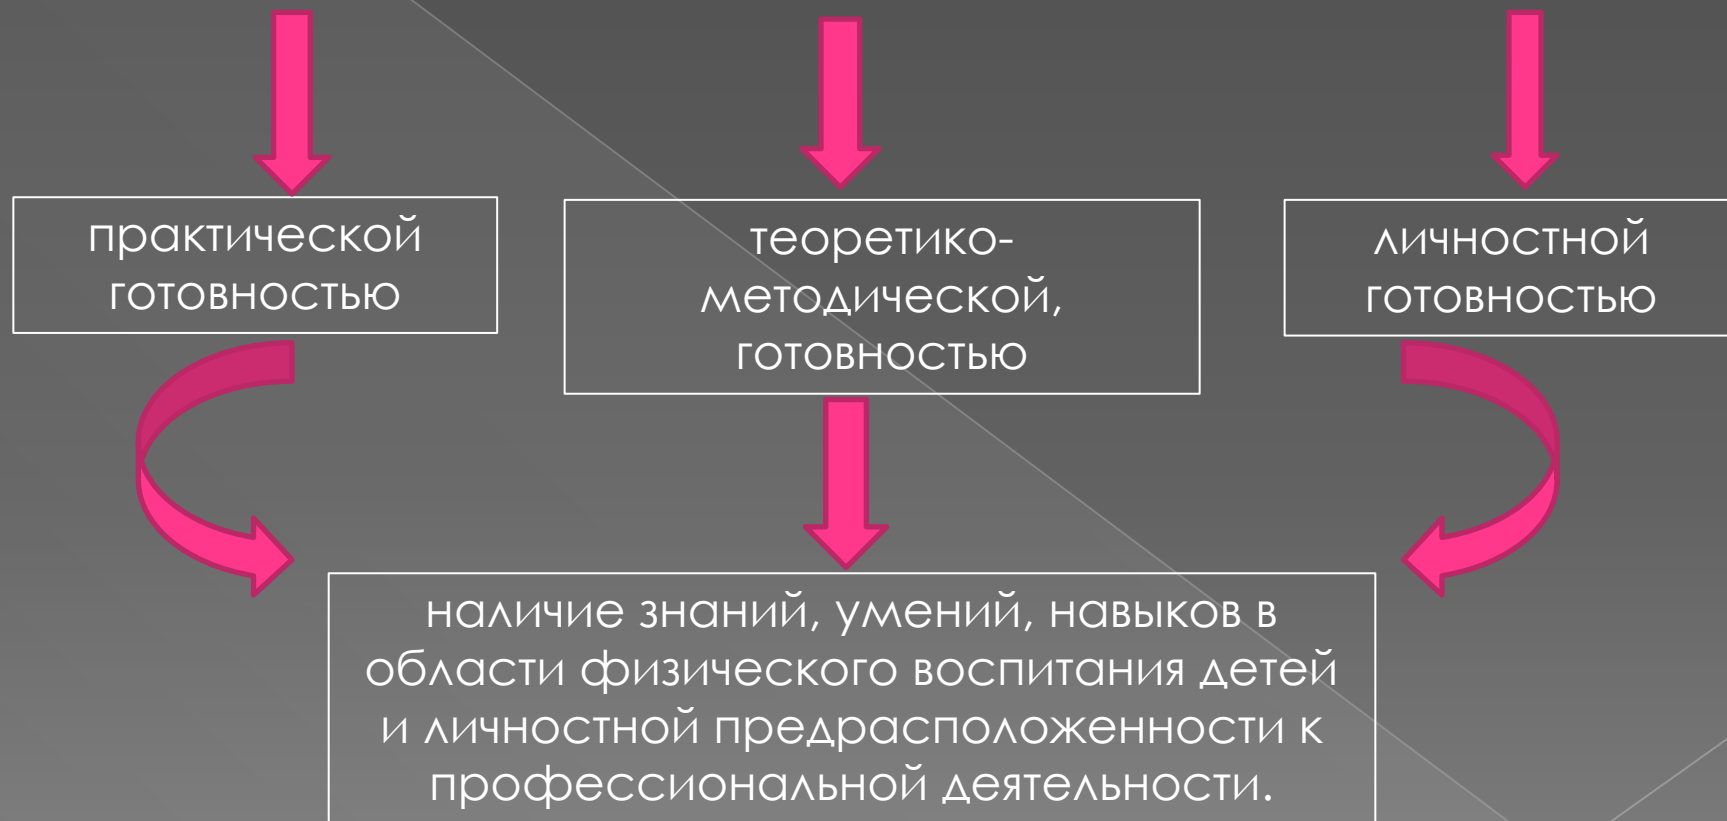 практической
готовностью
теоретико-
методической,
готовностью
личностной
готовностью
наличие знаний, умений, навыков в
области физического воспитания детей
и личностной предрасположенности к
профессиональной деятельности.